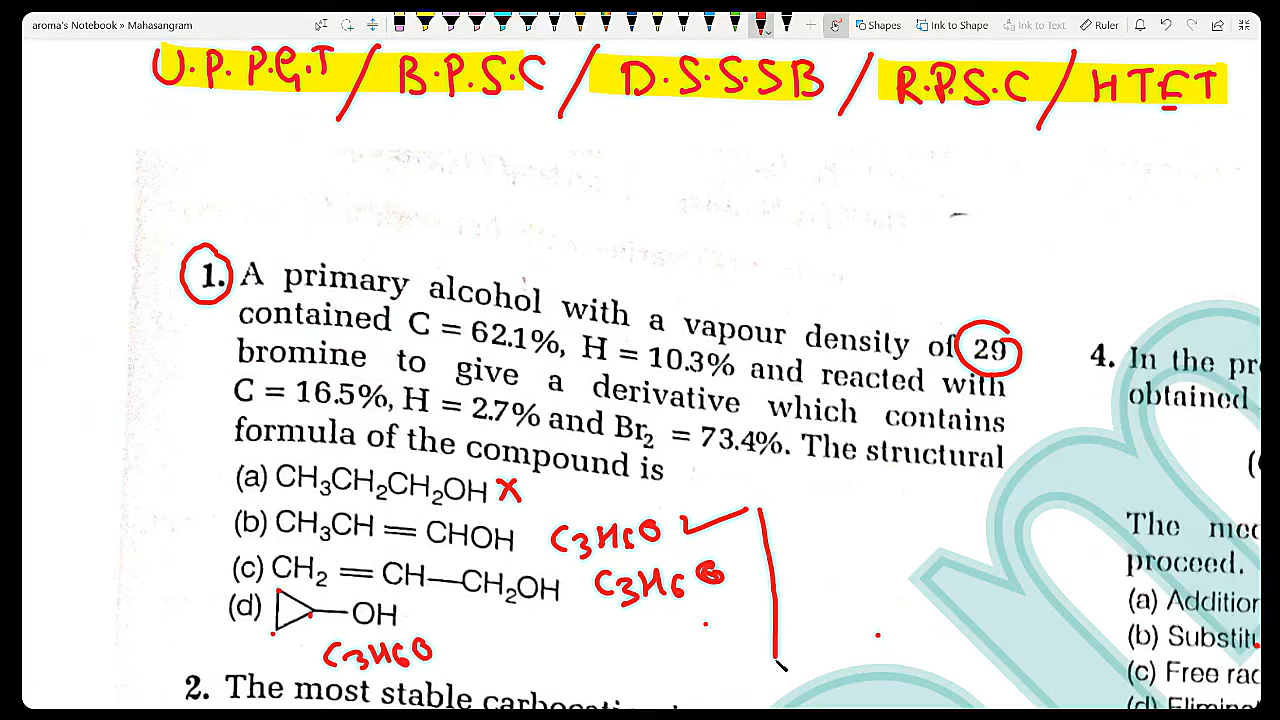 aroma's Notebook » Mahasangram
Shapes Ink to Shape Ink to Text Ruler
U.P. P.G.T / B.P.S.C / D.S.S.S.B / R.P.S.C / HTET
1. A primary alcohol with a vapour density of 29
contained C = 62.1%, H = 10.3% and reacted with
bromine to give a derivative which contains
C = 16.5%, H = 2.7% and Br₂ = 73.4%. The structural
formula of the compound is
(a) CH₃CH₂CH₂OH ×
(b) CH₃CH = CHOH C₃H₆O ✓
(c) CH₂ = CH—CH₂OH C₃H₆O
(d) —OH
C₃H₆O
2. The most stable
4. In the
obtained
The
proceed.
(a) Addition
(b)
(c) Free
(d)